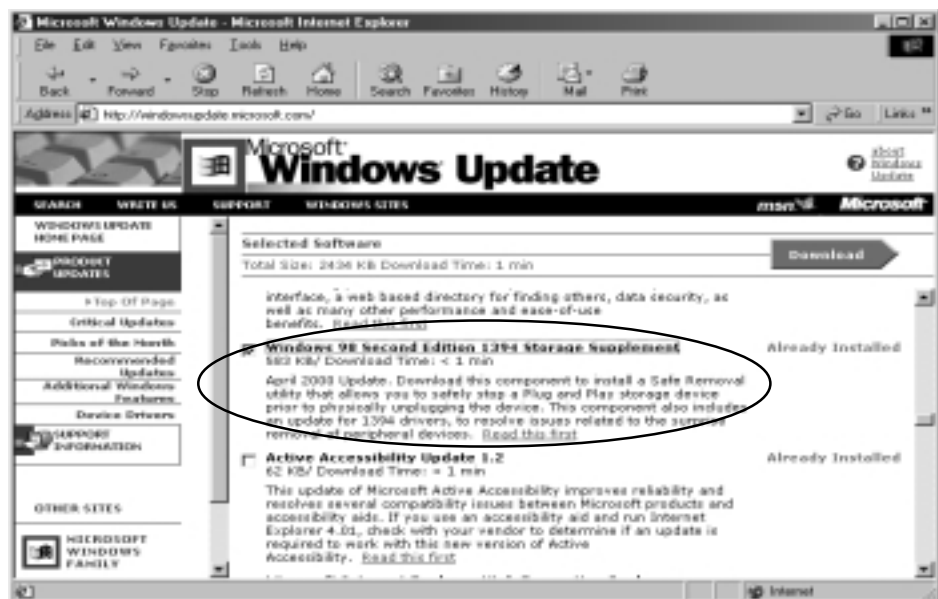 Microsoft Windows Update - Microsoft Internet Explorer
File Edit View Favorites Tools Help
Back Forward Stop Refresh Home Search Favorites History Mail Print
Address http://windowsupdate.microsoft.com/ Go Links
Microsoft
Windows Update
About Windows Update
SEARCH WRITE US SUPPORT WINDOWS SITES msn Microsoft
WINDOWS UPDATE
HOME PAGE
PRODUCT
UPDATES
Top Of Page
Critical Updates
Picks of the Month
Recommended
Updates
Additional Windows
Features
Device Drivers
SUPPORT
INFORMATION
OTHER SITES
MICROSOFT
WINDOWS
FAMILY
Selected Software
Total Size: 2434 KB Download Time: 1 min
Download
interface, a web based directory for finding others, data security, as
well as many other performance and ease-of-use
benefits. Read this first
Windows 98 Second Edition 1394 Storage Supplement Already Installed
583 KB/ Download Time: < 1 min
April 2000 Update. Download this component to install a Safe Removal
utility that allows you to safely stop a Plug and Play storage device
prior to physically unplugging the device. This component also includes
an update for 1394 drivers, to resolve issues related to the surprise
removal of peripheral devices. Read this first
Active Accessibility Update 1.2 Already Installed
62 KB/ Download Time: < 1 min
This update of Microsoft Active Accessibility improves reliability and
resolves several compatibility issues between Microsoft products and
accessibility aids. If you use an accessibility aid and run Internet
Explorer 4.01, check with your vendor to determine if an update is
required to work with this new version of Active
Accessibility. Read this first
Internet